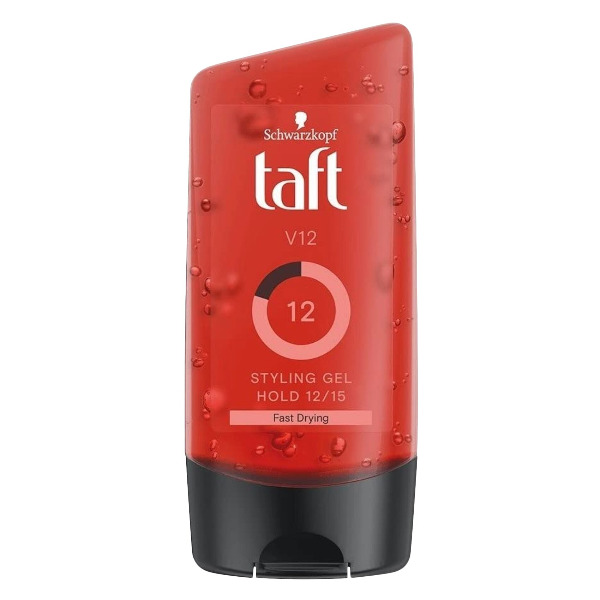 Schwarzkopf
taft
V12
12
STYLING GEL
HOLD 12/15
Fast Drying